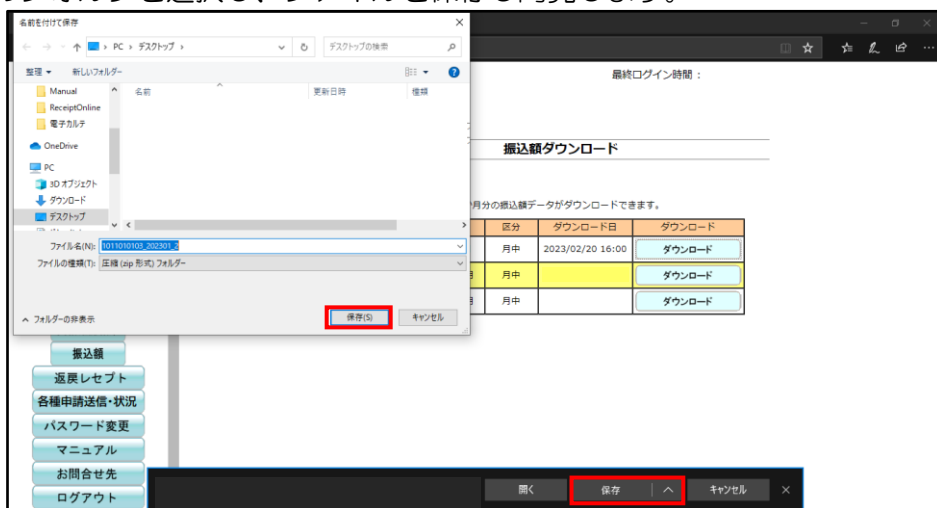 名前を付けて保存
PC › デスクトップ ›
デスクトップの検索
整理 新しいフォルダー
名前 更新日時 種類
Manual
ReceiptOnline
電子カルテ
OneDrive
PC
3D オブジェクト
ダウンロード
デスクトップ
ファイル名(N): 1011010103_202301_2
ファイルの種類(T): 圧縮 (zip 形式) フォルダー
フォルダーの非表示
保存(S) キャンセル
最終ログイン時間：
振込額ダウンロード
月分の振込額データがダウンロードできます。
区分 ダウンロード日 ダウンロード
月中 2023/02/20 16:00 ダウンロード
月中 ダウンロード
月中 ダウンロード
振込額
返戻レセプト
各種申請送信・状況
パスワード変更
マニュアル
お問合せ先
ログアウト
開く 保存 キャンセル